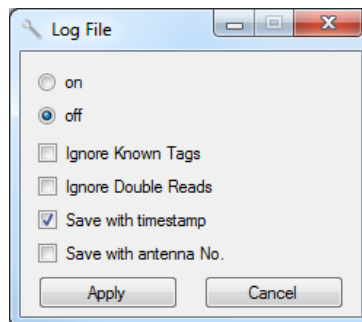 Log File
on
off
Ignore Known Tags
Ignore Double Reads
Save with timestamp
Save with antenna No.
Apply Cancel